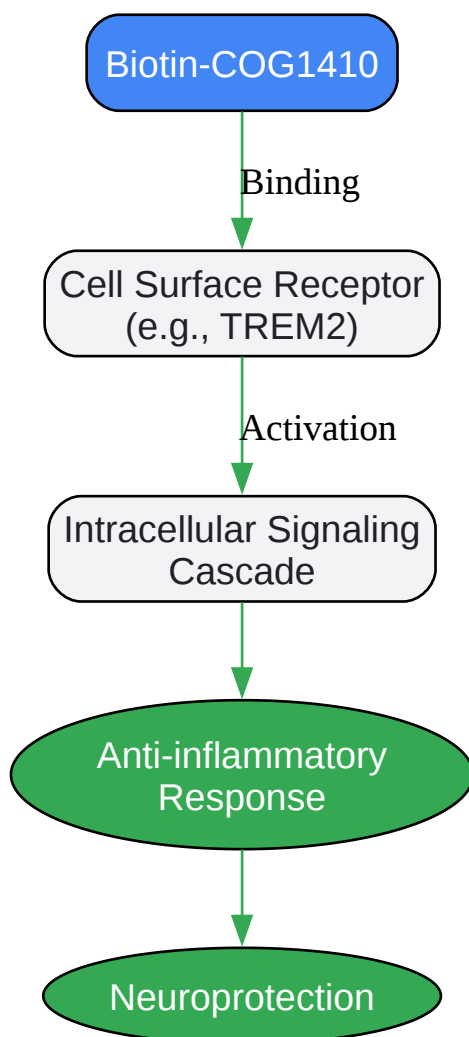 Biotin-COG1410
Binding
Cell Surface Receptor
(e.g., TREM2)
Activation
Intracellular Signaling
Cascade
Anti-inflammatory
Response
Neuroprotection